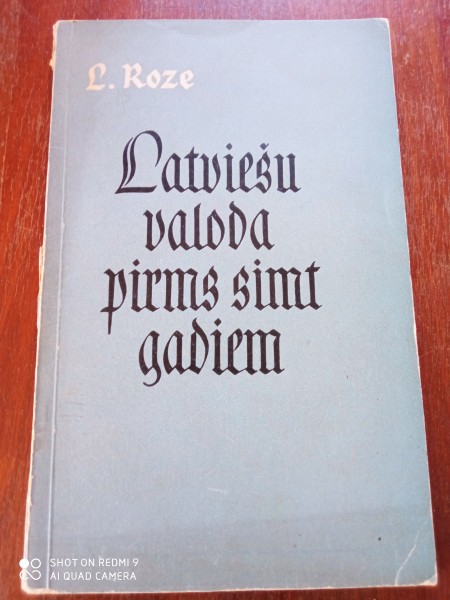 L. Roze
Latviešu
valoda
pirms simt
gadiem
SHOT ON REDMI 9
AI QUAD CAMERA